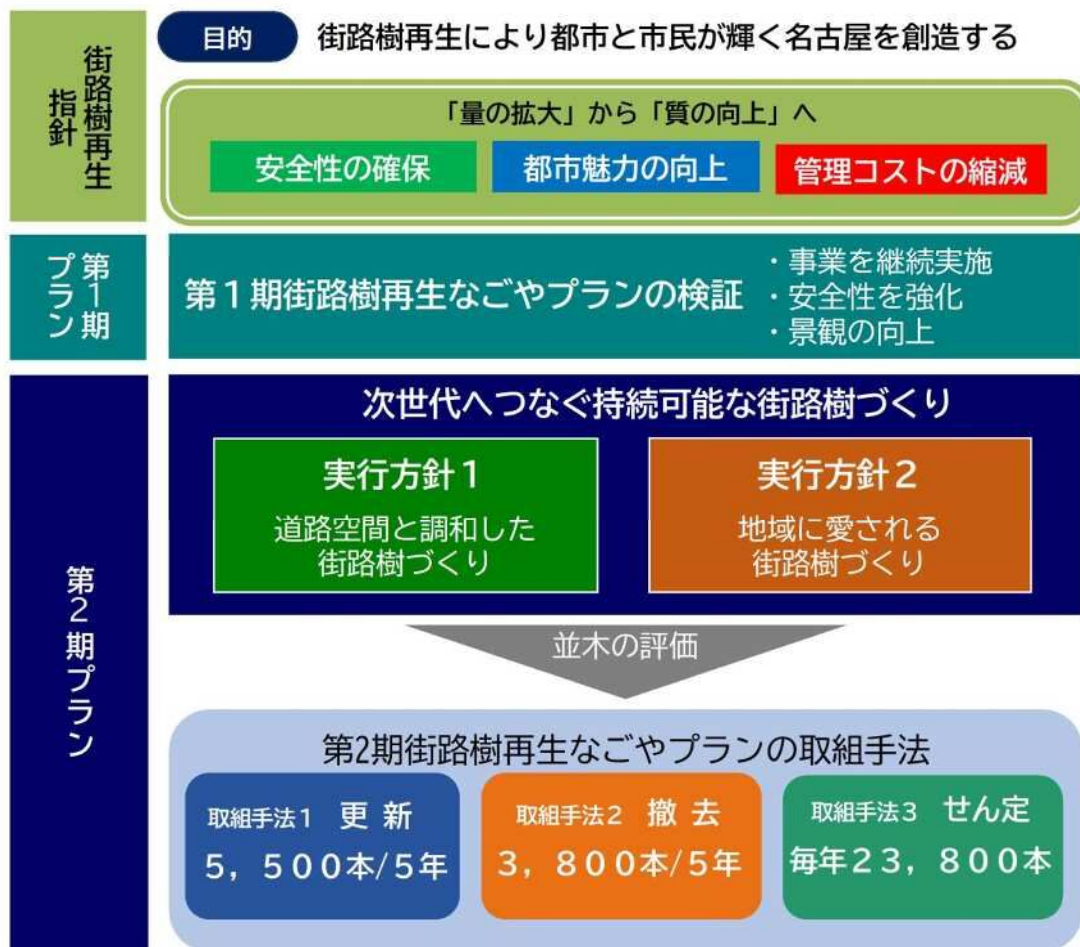 街路樹再生
指針
目的
街路樹再生により都市と市民が輝く名古屋を創造する
「量の拡大」から「質の向上」へ
安全性の確保
都市魅力の向上
管理コストの縮減
第1期
プラン
第1期街路樹再生なごやプランの検証
・事業を継続実施
・安全性を強化
・景観の向上
第2期プラン
次世代へつなぐ持続可能な街路樹づくり
実行方針1
道路空間と調和した
街路樹づくり
実行方針2
地域に愛される
街路樹づくり
並木の評価
第2期街路樹再生なごやプランの取組手法
取組手法1 更 新
5，500本/5年
取組手法2 撤 去
3，800本/5年
取組手法3 せん定
毎年23，800本